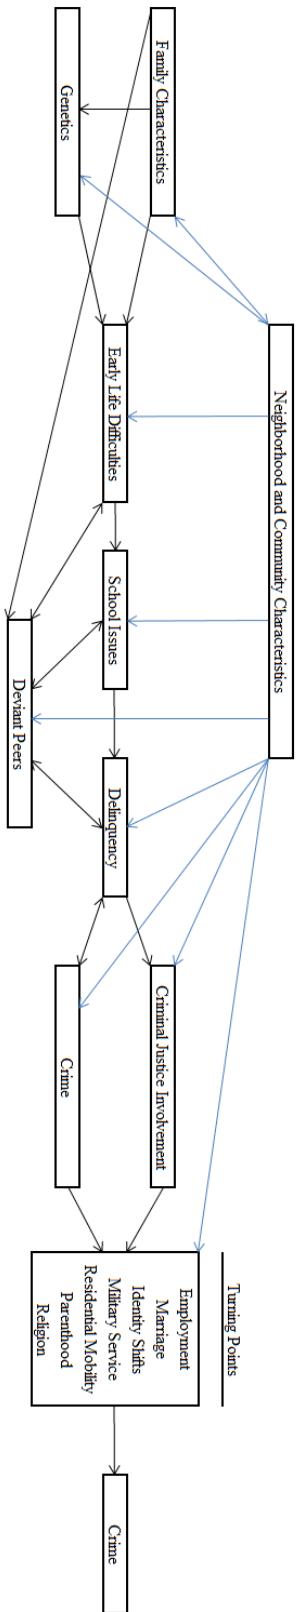 Neighborhood and Community Characteristics
Turning Points
Family Characteristics
Criminal Justice Involvement
Employment
Marriage
Identity Shifts
Military Service
Residential Mobility
Parenthood
Religion
Early Life Difficulties
School Issues
Delinquency
Crime
Genetics
Crime
Deviant Peers